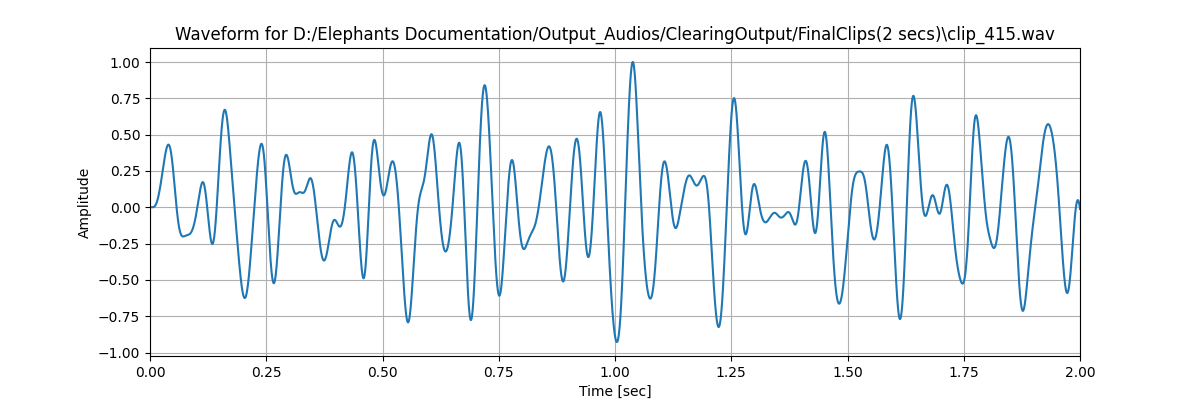 Waveform for D:/Elephants Documentation/Output_Audios/ClearingOutput/FinalClips(2 secs)\clip_415.wav
1.00
0.75
0.50
0.25
0.00
−0.25
−0.50
−0.75
−1.00
Amplitude
0.00 0.25 0.50 0.75 1.00 1.25 1.50 1.75 2.00
Time [sec]